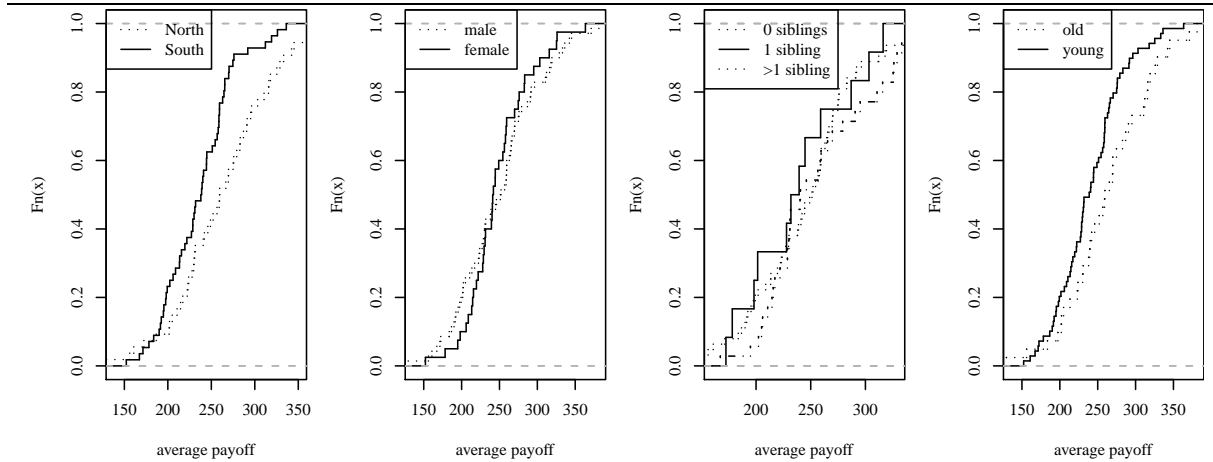 North
South
Fn(x)
0.0 0.2 0.4 0.6 0.8 1.0
150 200 250 300 350
average payoff
male
female
Fn(x)
0.0 0.2 0.4 0.6 0.8 1.0
150 200 250 300 350
average payoff
0 siblings
1 sibling
>1 sibling
Fn(x)
0.0 0.2 0.4 0.6 0.8 1.0
200 300
average payoff
old
young
Fn(x)
0.0 0.2 0.4 0.6 0.8 1.0
150 200 250 300 350
average payoff